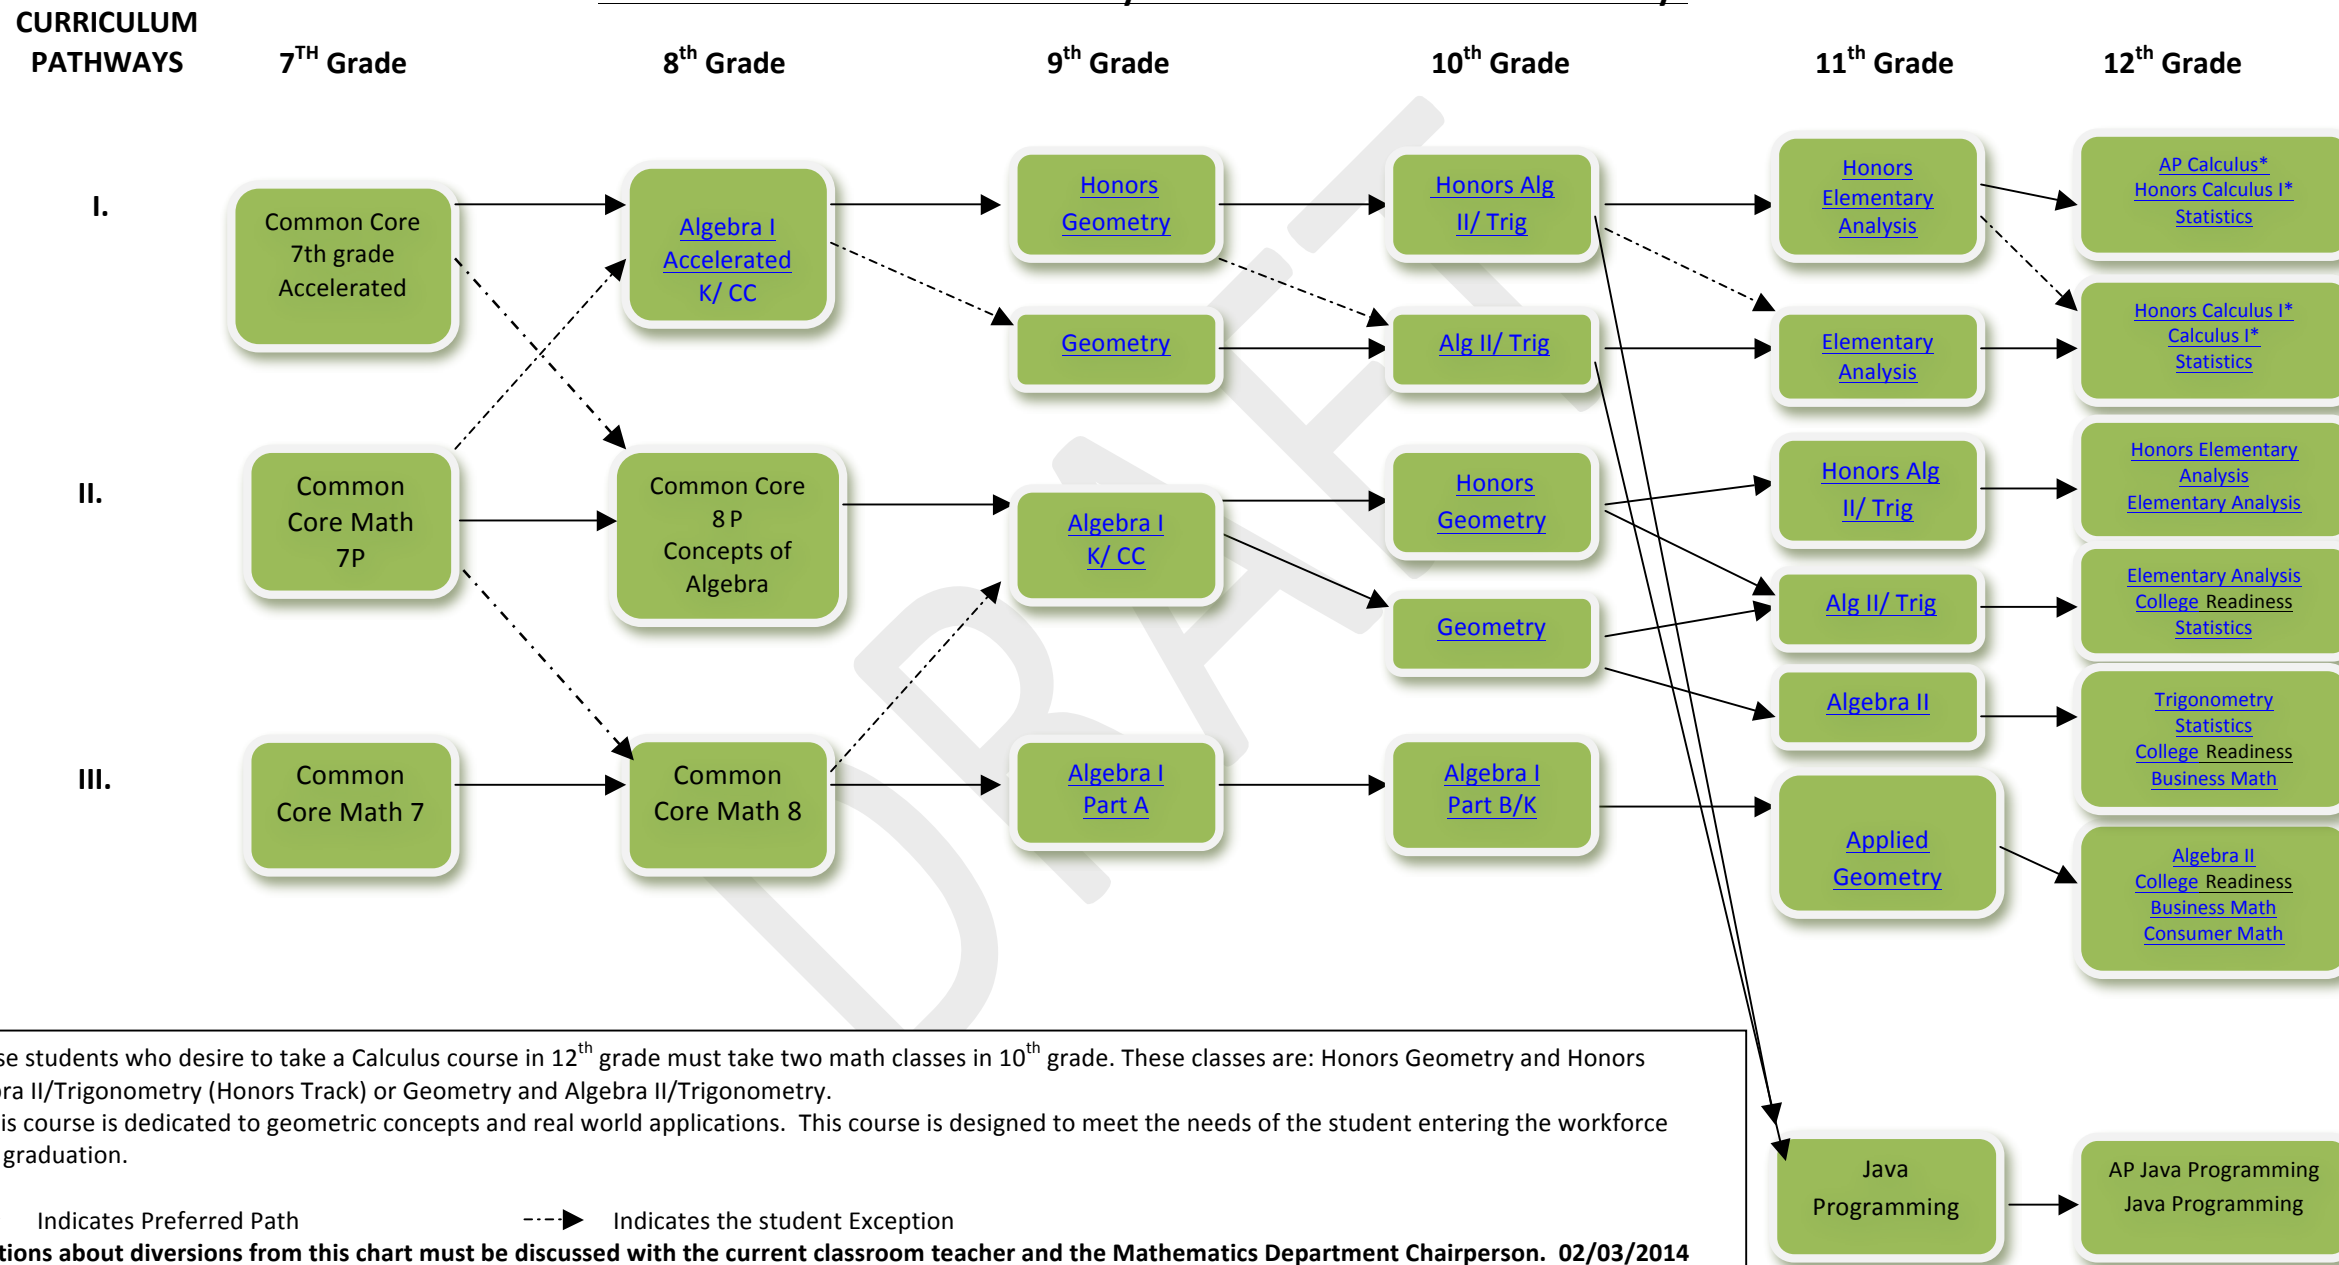 CURRICULUM
PATHWAYS
7TH Grade
8th Grade
9th Grade
10th Grade
11th Grade
12th Grade
I.
Common Core
7th grade
Accelerated
Algebra I
Accelerated
K/ CC
Honors
Geometry
Geometry
Honors Alg
II/ Trig
Alg II/ Trig
Honors
Elementary
Analysis
Elementary
Analysis
AP Calculus*
Honors Calculus I*
Statistics
Honors Calculus I*
Calculus I*
Statistics
II.
Common
Core Math
7P
Common Core
8 P
Concepts of
Algebra
Algebra I
K/ CC
Honors
Geometry
Geometry
Honors Alg
II/ Trig
Alg II/ Trig
Algebra II
Honors Elementary
Analysis
Elementary Analysis
Elementary Analysis
College Readiness
Statistics
Trigonometry
Statistics
College Readiness
Business Math
III.
Common
Core Math 7
Common
Core Math 8
Algebra I
Part A
Algebra I
Part B/K
Applied
Geometry
Algebra II
College Readiness
Business Math
Consumer Math
Java
Programming
AP Java Programming
Java Programming
DRAFT
se students who desire to take a Calculus course in 12th grade must take two math classes in 10th grade. These classes are: Honors Geometry and Honors
bra II/Trigonometry (Honors Track) or Geometry and Algebra II/Trigonometry.
is course is dedicated to geometric concepts and real world applications. This course is designed to meet the needs of the student entering the workforce
graduation.
Indicates Preferred Path
Indicates the student Exception
tions about diversions from this chart must be discussed with the current classroom teacher and the Mathematics Department Chairperson. 02/03/2014